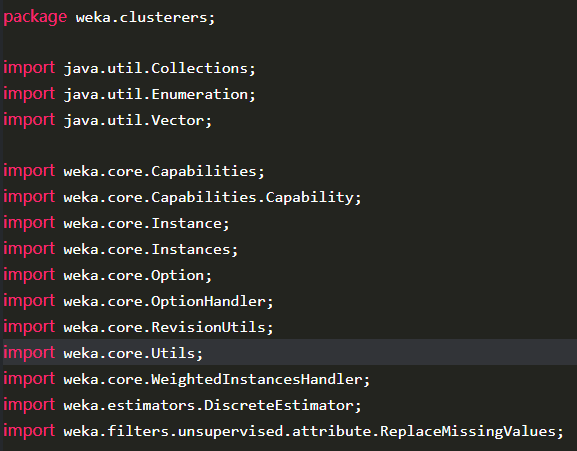 package weka.clusterers;
import java.util.Collections;
import java.util.Enumeration;
import java.util.Vector;
import weka.core.Capabilities;
import weka.core.Capabilities.Capability;
import weka.core.Instance;
import weka.core.Instances;
import weka.core.Option;
import weka.core.OptionHandler;
import weka.core.RevisionUtils;
import weka.core.Utils;
import weka.core.WeightedInstancesHandler;
import weka.estimators.DiscreteEstimator;
import weka.filters.unsupervised.attribute.ReplaceMissingValues;